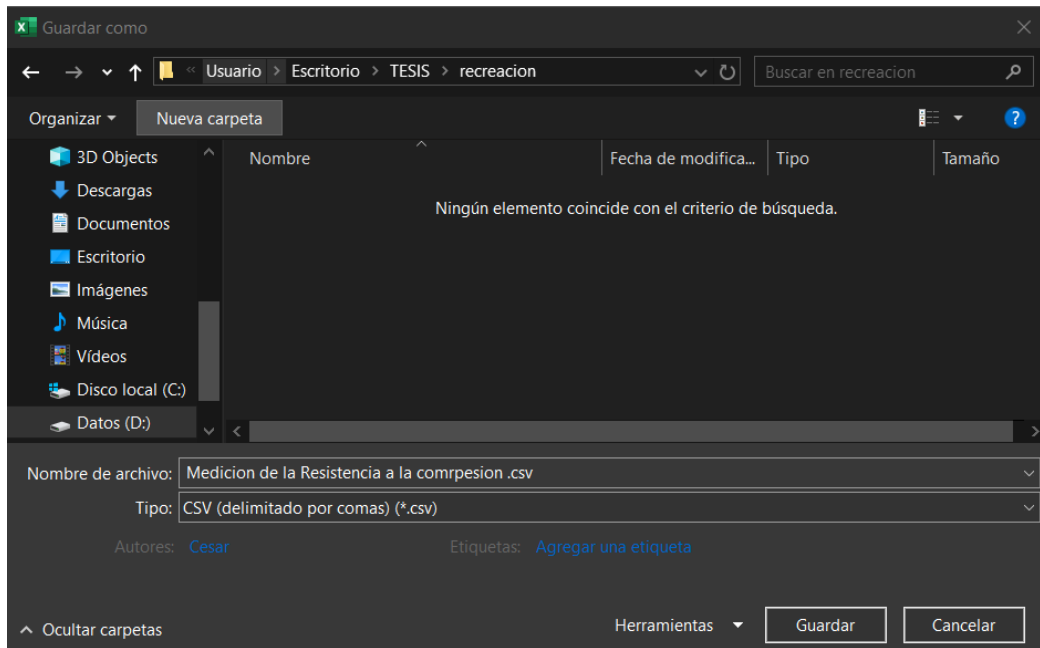 Guardar como
« Usuario > Escritorio > TESIS > recreacion
Buscar en recreacion
Organizar
Nueva carpeta
?
3D Objects
Descargas
Documentos
Escritorio
Imágenes
Música
Vídeos
Disco local (C:)
Datos (D:)
Nombre
Fecha de modifica...
Tipo
Tamaño
Ningún elemento coincide con el criterio de búsqueda.
Nombre de archivo: Medicion de la Resistencia a la comrpesion .csv
Tipo: CSV (delimitado por comas) (*.csv)
Autores: Cesar
Etiquetas: Agregar una etiqueta
Ocultar carpetas
Herramientas
Guardar
Cancelar